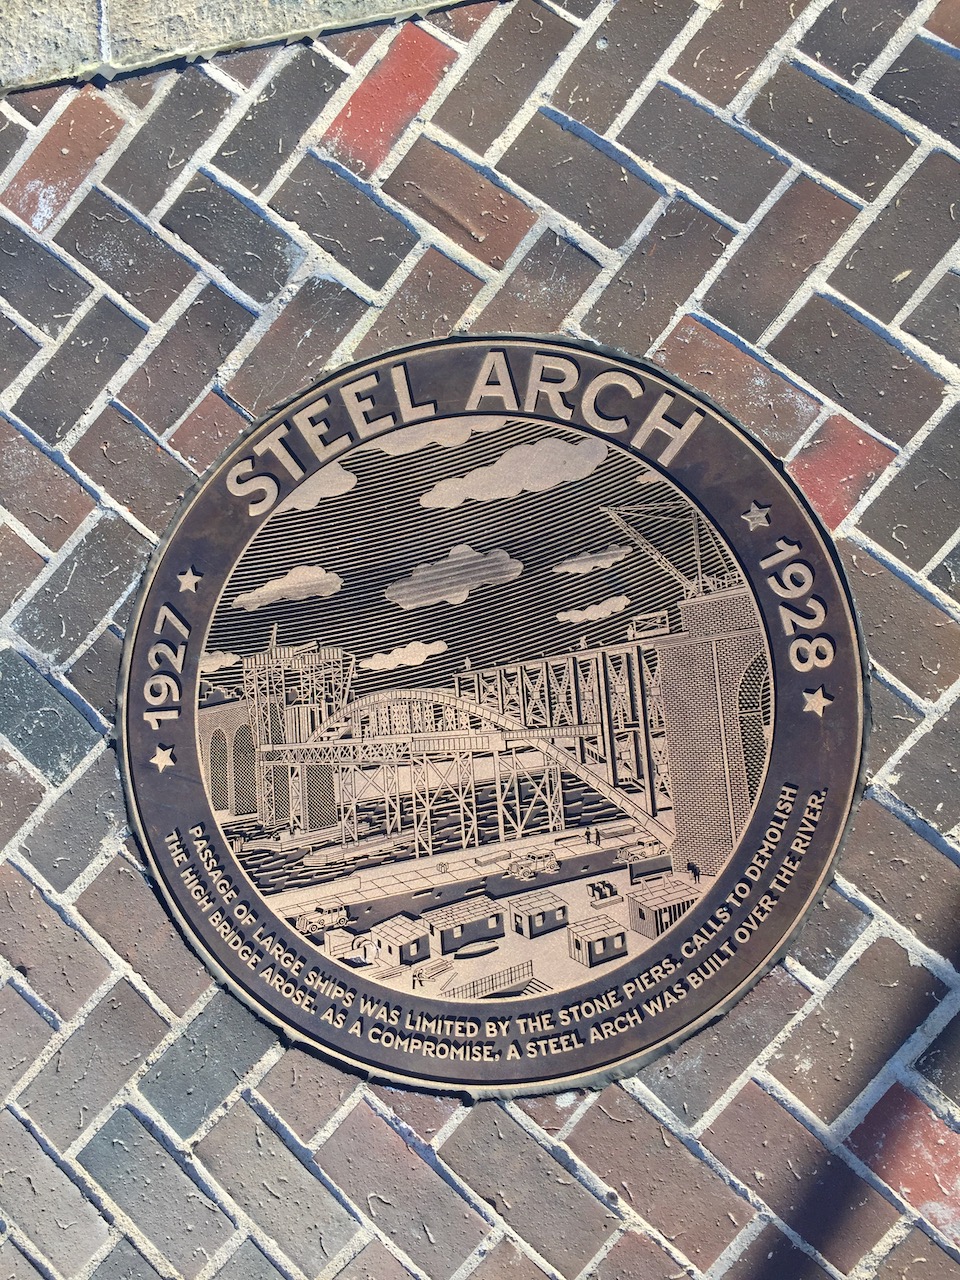 STEEL ARCH
1927
1928
PASSAGE OF LARGE SHIPS WAS LIMITED BY THE STONE PIERS. CALLS TO DEMOLISH
THE HIGH BRIDGE AROSE. AS A COMPROMISE, A STEEL ARCH WAS BUILT OVER THE RIVER.